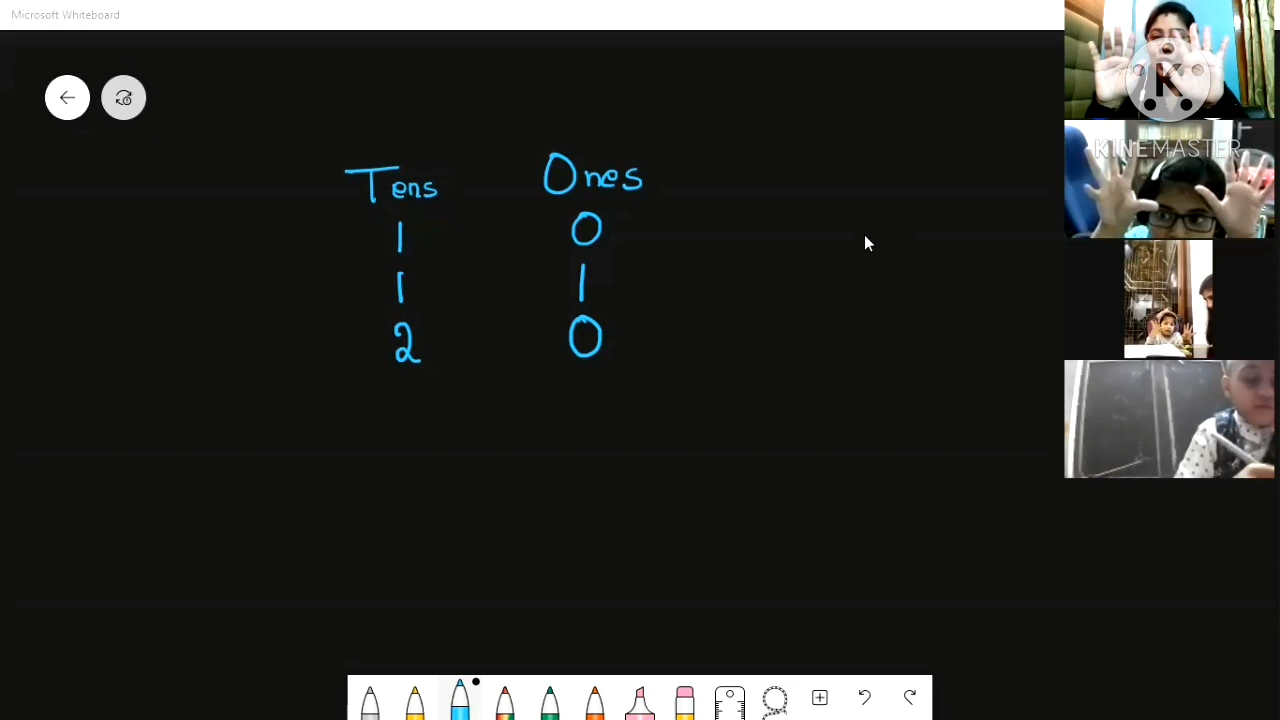 Microsoft Whiteboard
Tens Ones
1 0
1 1
2 0
K
KINEMASTER